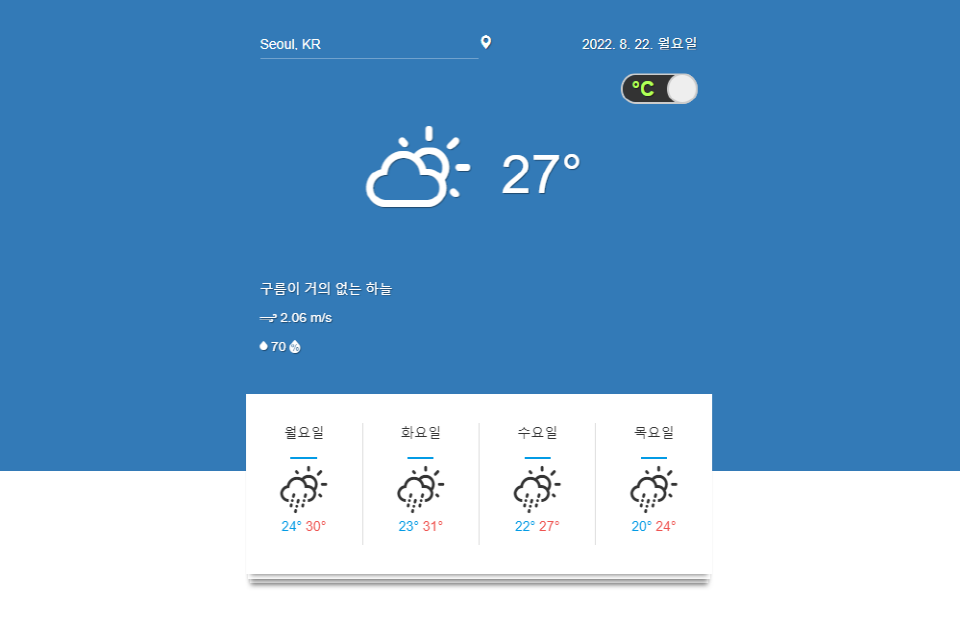 Seoul, KR
2022. 8. 22. 월요일
°C
27°
구름이 거의 없는 하늘
2.06 m/s
70
월요일 화요일 수요일 목요일
24° 30° 23° 31° 22° 27° 20° 24°